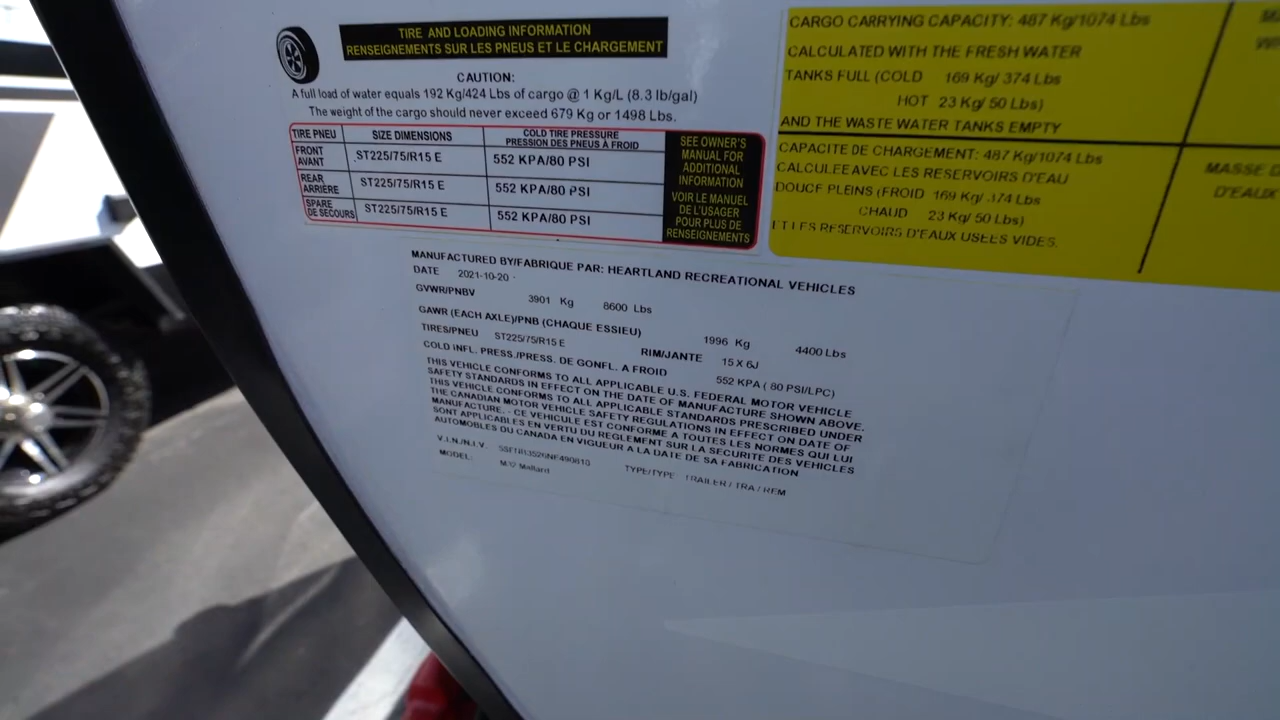 TIRE AND LOADING INFORMATION
RENSEIGNEMENTS SUR LES PNEUS ET LE CHARGEMENT
CAUTION:
A full load of water equals 192 Kg/424 Lbs of cargo @ 1 Kg/L (8.3 lb/gal)
The weight of the cargo should never exceed 679 Kg or 1498 Lbs.
TIRE PNEU SIZE DIMENSIONS COLD TIRE PRESSURE
PRESSION DES PNEUS À FROID
FRONT
AVANT ST225/75/R15 E 552 KPA/80 PSI
REAR
ARRIÈRE ST225/75/R15 E 552 KPA/80 PSI
SPARE
DE SECOURS ST225/75/R15 E 552 KPA/80 PSI
SEE OWNER'S
MANUAL FOR
ADDITIONAL
INFORMATION
VOIR LE MANUEL
DE L'USAGER
POUR PLUS DE
RENSEIGNEMENTS
CARGO CARRYING CAPACITY: 487 Kg/1074 Lbs
CALCULATED WITH THE FRESH WATER
TANKS FULL (COLD 169 Kg/ 374 Lbs
HOT 23 Kg/ 50 Lbs)
AND THE WASTE WATER TANKS EMPTY
CAPACITE DE CHARGEMENT: 487 Kg/1074 Lbs
CALCULEE AVEC LES RESERVOIRS D'EAU
DOUCE PLEINS (FROID 169 Kg/ 374 Lbs
CHAUD 23 Kg/ 50 Lbs)
ET LES RESERVOIRS D'EAUX USEES VIDES.
MASSE
D'EAUX
MANUFACTURED BY/FABRIQUE PAR: HEARTLAND RECREATIONAL VEHICLES
DATE 2021-10-20
GVWR/PNBV 3901 Kg 8600 Lbs
GAWR (EACH AXLE)/PNB (CHAQUE ESSIEU) 1996 Kg 4400 Lbs
TIRES/PNEU ST225/75/R15 E RIM/JANTE 15 X 6J
COLD INFL. PRESS./PRESS. DE GONFL. A FROID 552 KPA ( 80 PSI/LPC)
THIS VEHICLE CONFORMS TO ALL APPLICABLE U.S. FEDERAL MOTOR VEHICLE
SAFETY STANDARDS IN EFFECT ON THE DATE OF MANUFACTURE SHOWN ABOVE.
THIS VEHICLE CONFORMS TO ALL APPLICABLE STANDARDS PRESCRIBED UNDER
THE CANADIAN MOTOR VEHICLE SAFETY REGULATIONS IN EFFECT ON DATE OF
MANUFACTURE. - CE VEHICULE EST CONFORME A TOUTES LES NORMES QUI LUI
SONT APPLICABLES EN VERTU DU REGLEMENT SUR LA SECURITE DES VEHICLES
AUTOMOBLES DU CANADA EN VIGUEUR A LA DATE DE SA FABRICATION
V.I.N./N.I.V.
MODEL: M32 Mallard TYPE/TYPE TRAILER / TRA / REM